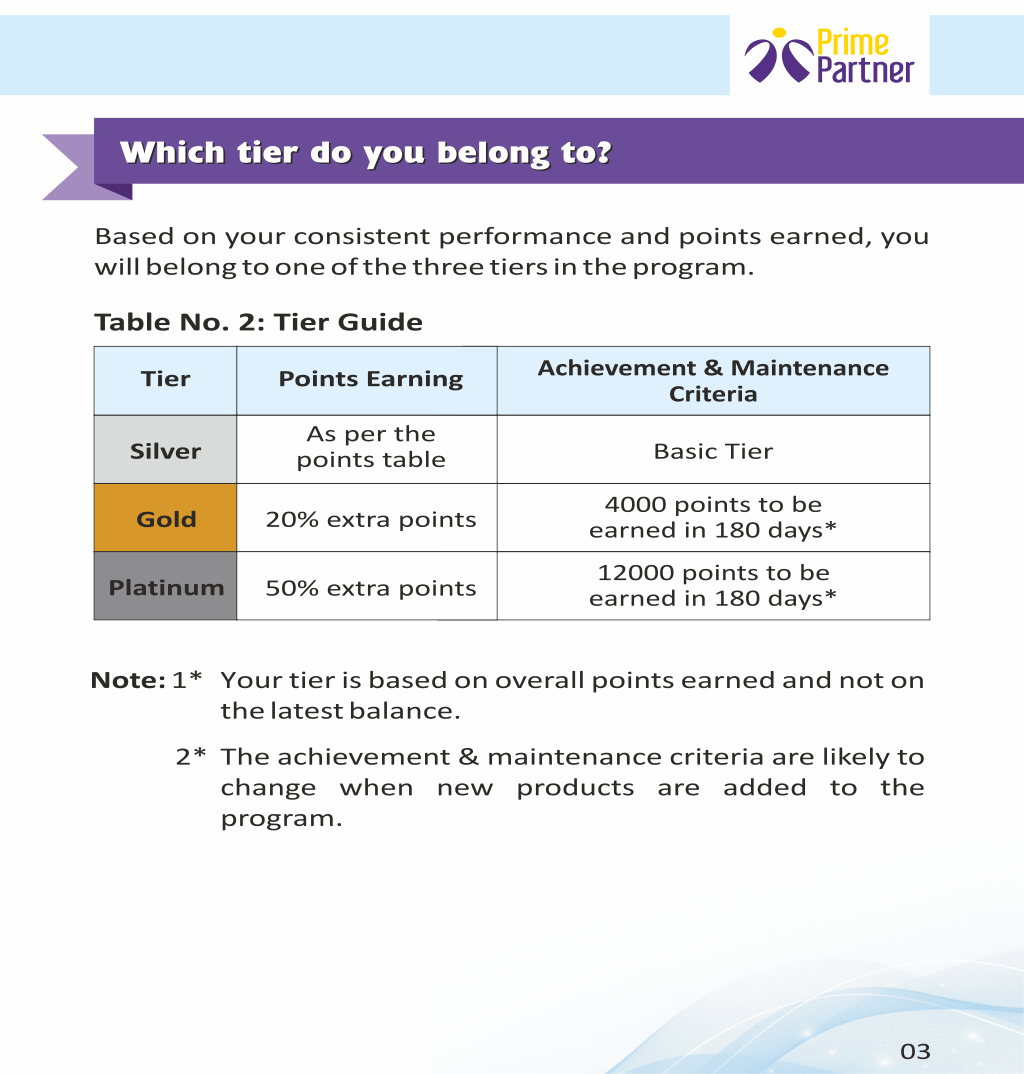 Prime
Partner
Which tier do you belong to?
Based on your consistent performance and points earned, you
will belong to one of the three tiers in the program.
Table No. 2: Tier Guide
Tier
Points Earning
Achievement & Maintenance
Criteria
Silver
As per the
points table
Basic Tier
Gold
20% extra points
4000 points to be
earned in 180 days*
Platinum
50% extra points
12000 points to be
earned in 180 days*
Note: 1* Your tier is based on overall points earned and not on
the latest balance.
2* The achievement & maintenance criteria are likely to
change when new products are added to the
program.
03